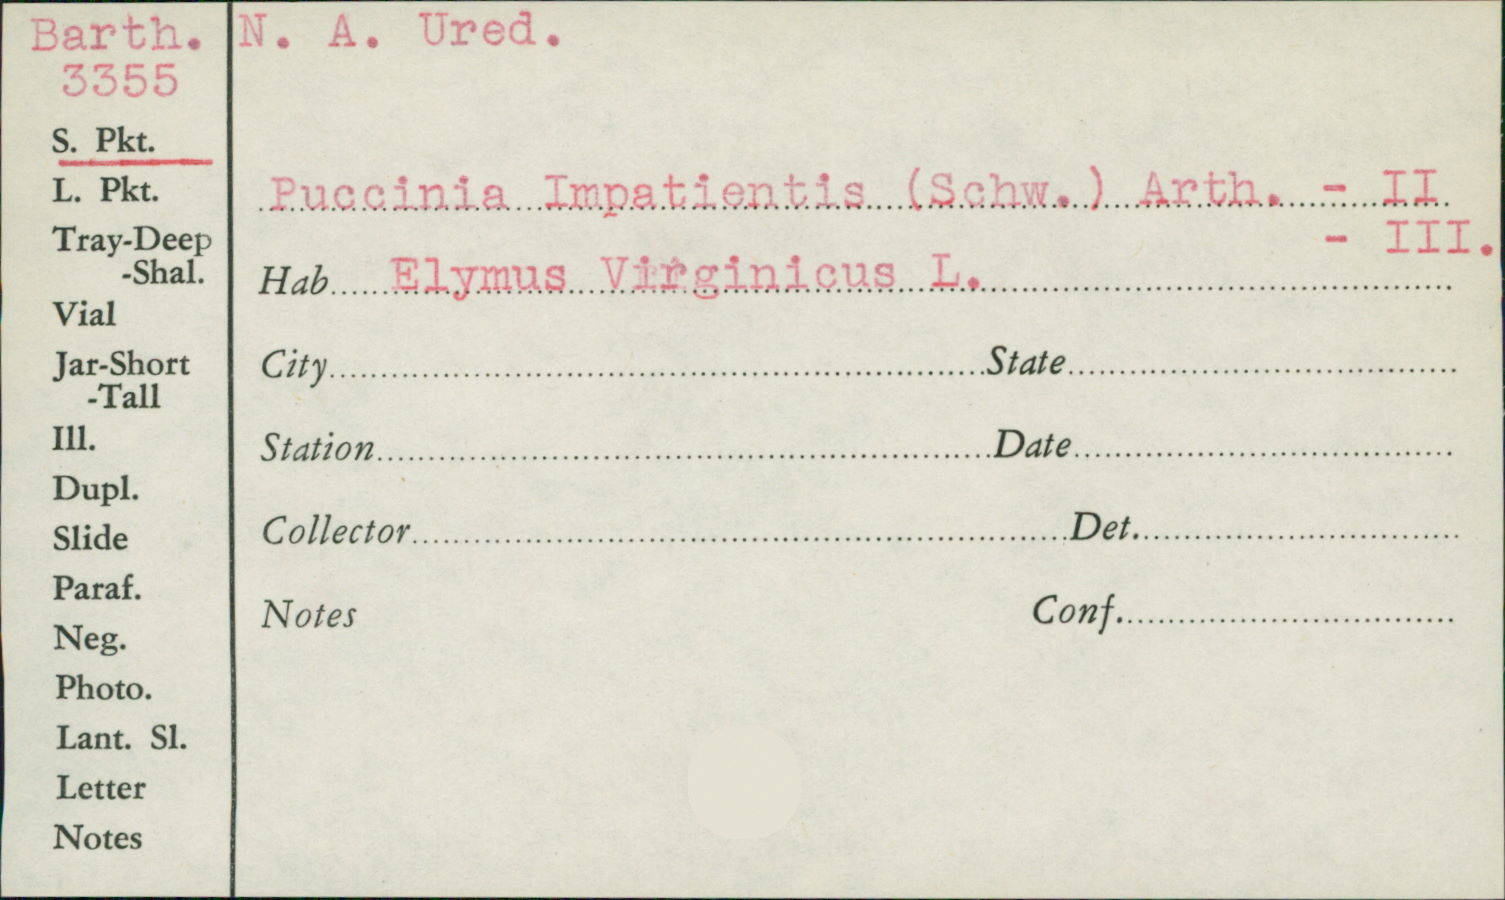 Barth. N. A. Ured.
3355
S. Pkt.
L. Pkt.
Tray-Deep
-Shal.
Vial
Jar-Short
-Tall
Ill.
Dupl.
Slide
Paraf.
Neg.
Photo.
Lant. Sl.
Letter
Notes
Puccinia Impatientis (Schw.) Arth. - II
- III.
Hab Elymus Virginicus L.
City State
Station Date
Collector Det.
Notes Conf.